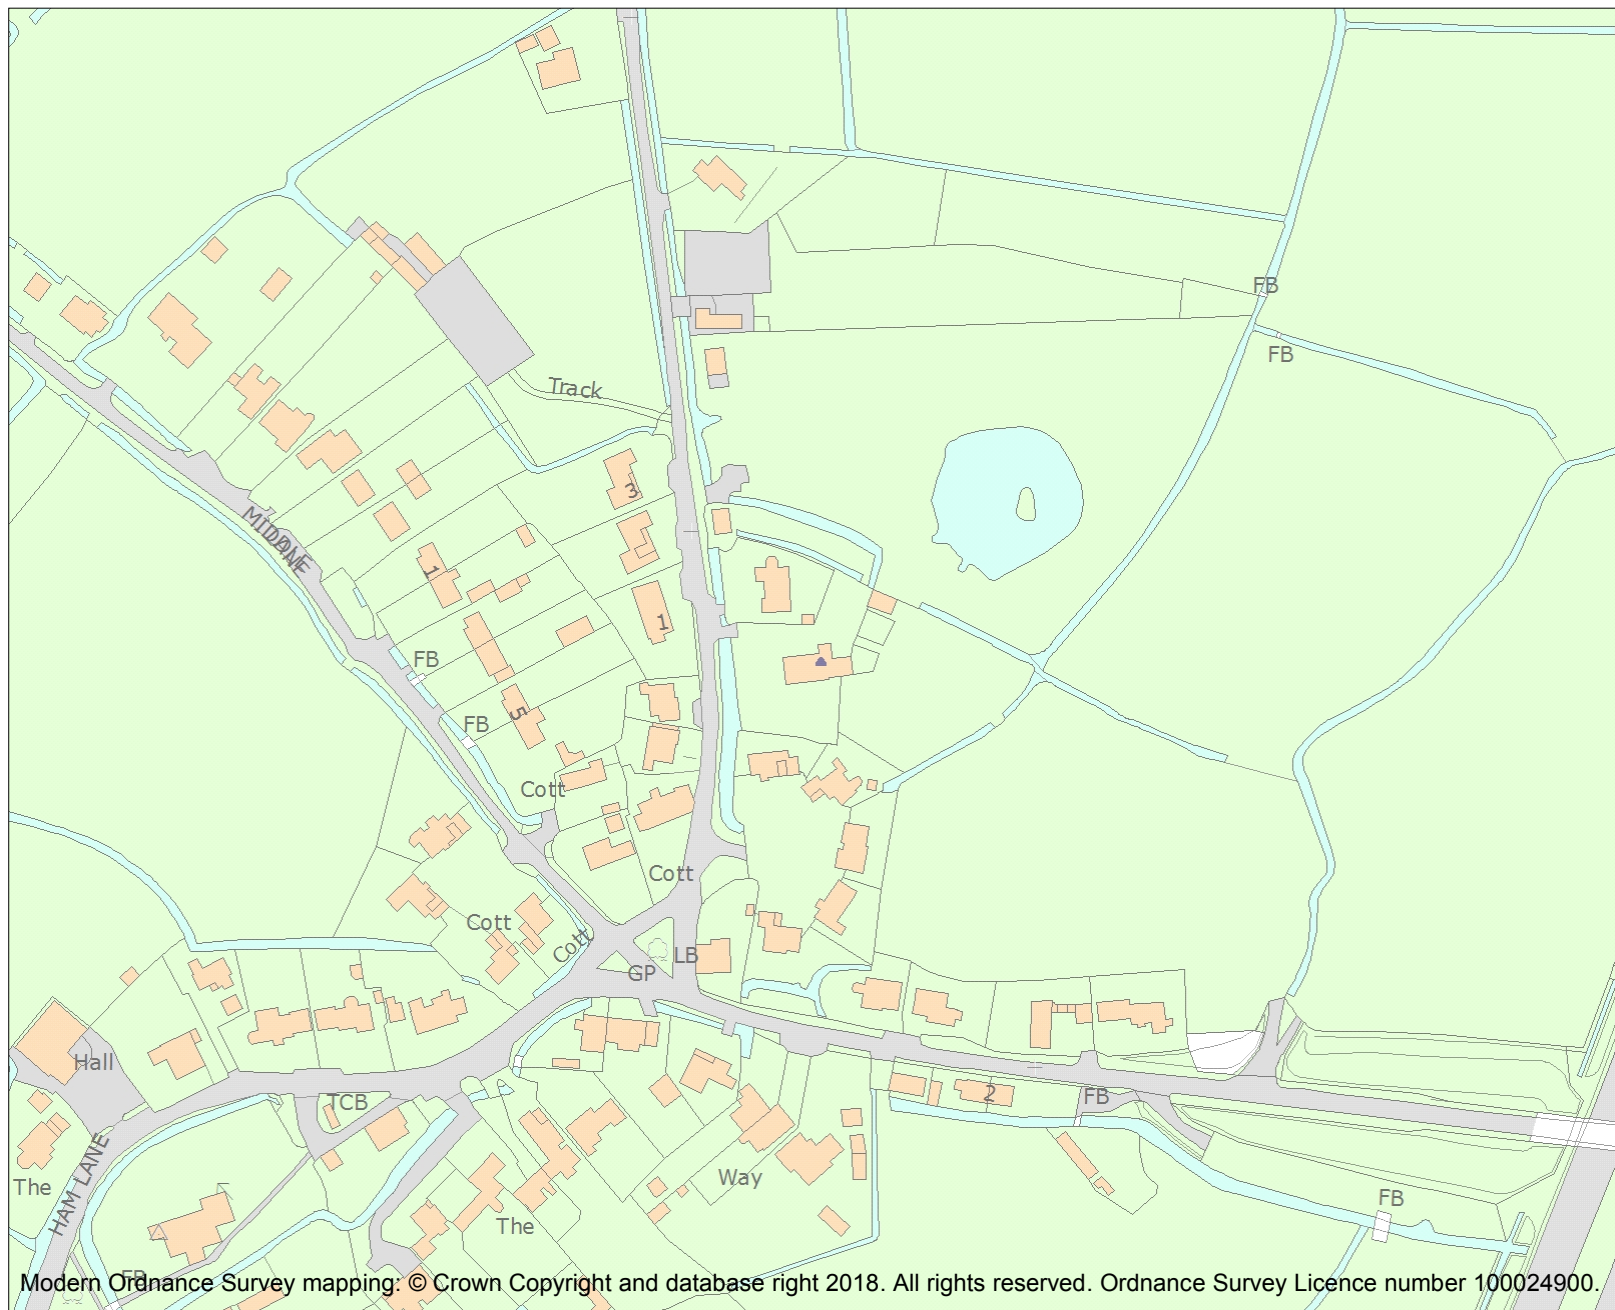 FB
FB
Track
3
MIDDLE
LANE
1
1
FB
5
FB
Cott
Cott
Cott
Cott
LB
GP
Hall
2
FB
TCB
HAM LANE
The
Way
FB
The
FB
Modern Ordnance Survey mapping: © Crown Copyright and database right 2018. All rights reserved. Ordnance Survey Licence number 100024900.